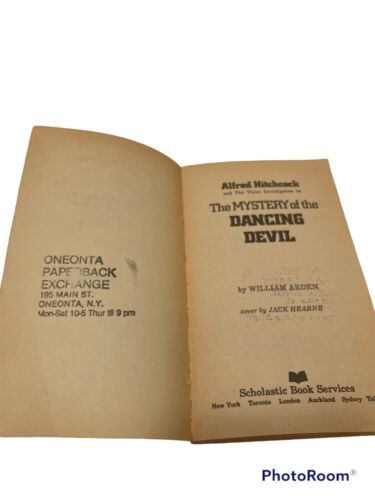 ONEONTA
PAPERBACK
EXCHANGE
195 MAIN ST.
ONEONTA, N.Y.
Mon-Sat 10-5 Thur til 9 pm
Alfred Hitchcock
and The Three Investigators in
The MYSTERY of the
DANCING
DEVIL
by WILLIAM ARDEN
cover by JACK HEARNE
Scholastic Book Services
New York Toronto London Auckland Sydney
PhotoRoom®